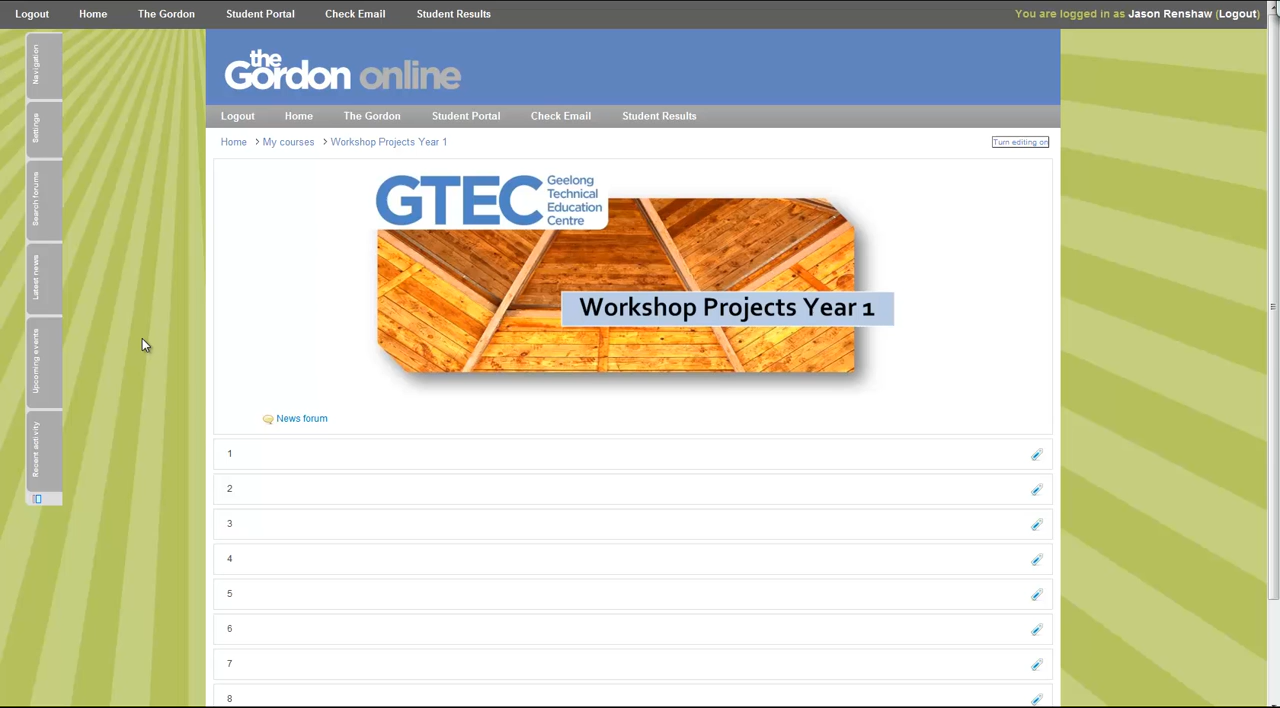 Logout Home The Gordon Student Portal Check Email Student Results You are logged in as Jason Renshaw (Logout)
Navigation
Settings
Search forums
Latest news
Upcoming events
Recent activity
the
Gordon online
Logout Home The Gordon Student Portal Check Email Student Results
Home > My courses > Workshop Projects Year 1 Turn editing on
GTEC
Geelong
Technical
Education
Centre
Workshop Projects Year 1
News forum
1
2
3
4
5
6
7
8